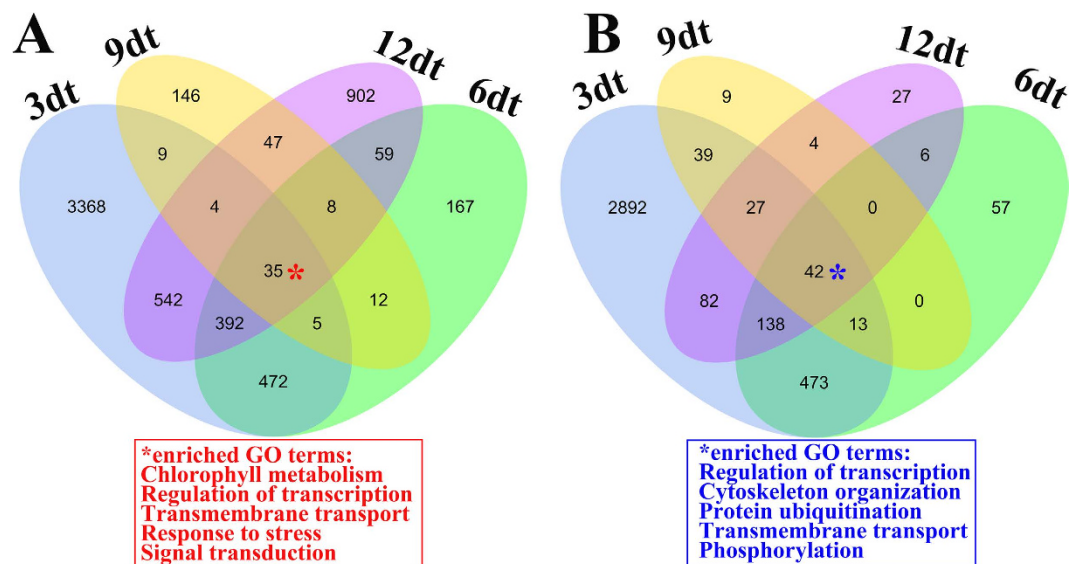 A
9dt
12dt
3dt
6dt
146
902
47
9
59
3368
4
8
167
35 *
542
12
392
5
472
*enriched GO terms:
Chlorophyll metabolism
Regulation of transcription
Transmembrane transport
Response to stress
Signal transduction
B
9dt
12dt
3dt
6dt
9
27
4
39
6
2892
27
0
57
42 *
82
0
138
13
473
*enriched GO terms:
Regulation of transcription
Cytoskeleton organization
Protein ubiquitination
Transmembrane transport
Phosphorylation